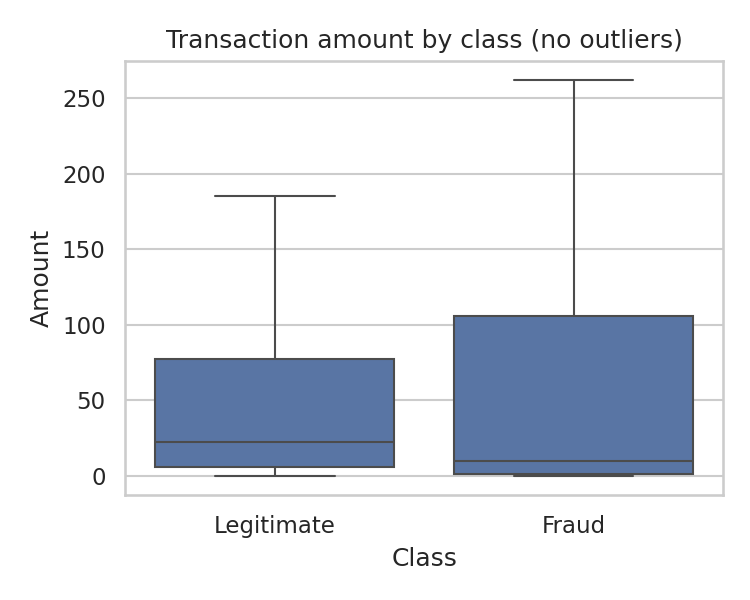 Transaction amount by class (no outliers)
250
200
150
100
50
0
Amount
Legitimate
Fraud
Class